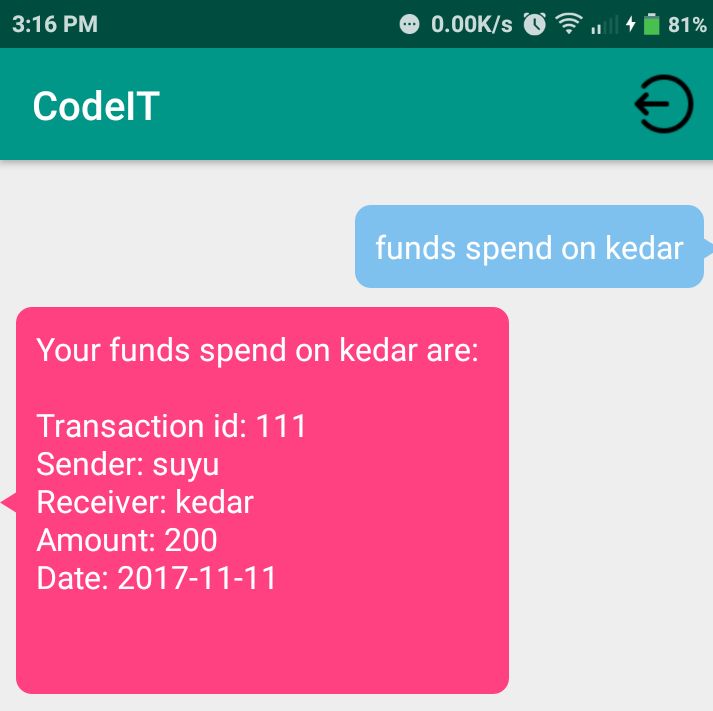 3:16 PM 0.00K/s 81%
CodeIT
funds spend on kedar
Your funds spend on kedar are:
Transaction id: 111
Sender: suyu
Receiver: kedar
Amount: 200
Date: 2017-11-11